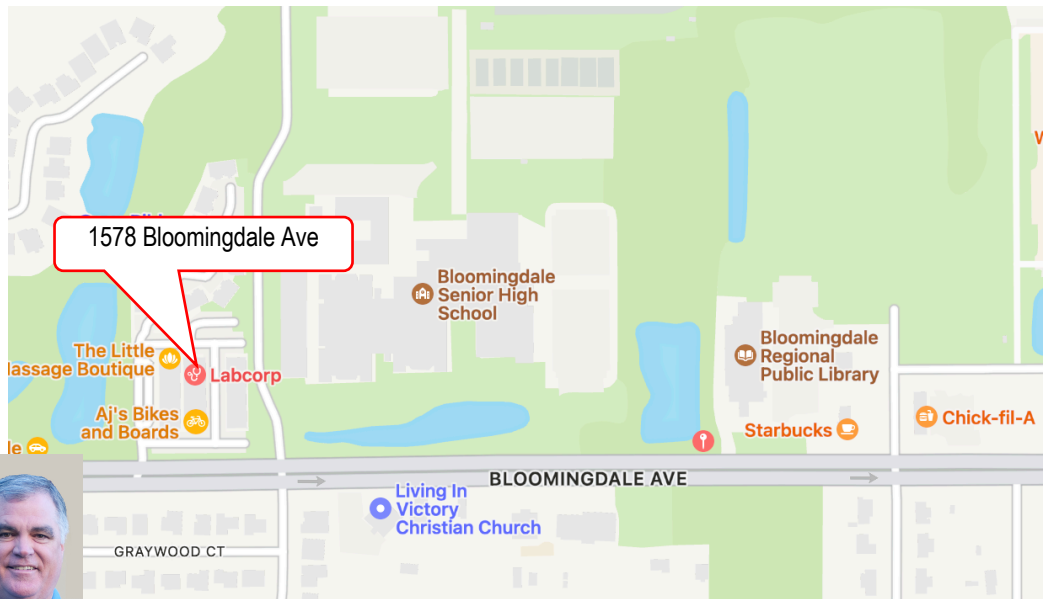 1578 Bloomingdale Ave
Bloomingdale
Senior High
School
The Little
Massage Boutique
Labcorp
Aj's Bikes
and Boards
Bloomingdale
Regional
Public Library
Starbucks
Chick-fil-A
BLOOMINGDALE AVE
Living In
Victory
Christian Church
GRAYWOOD CT